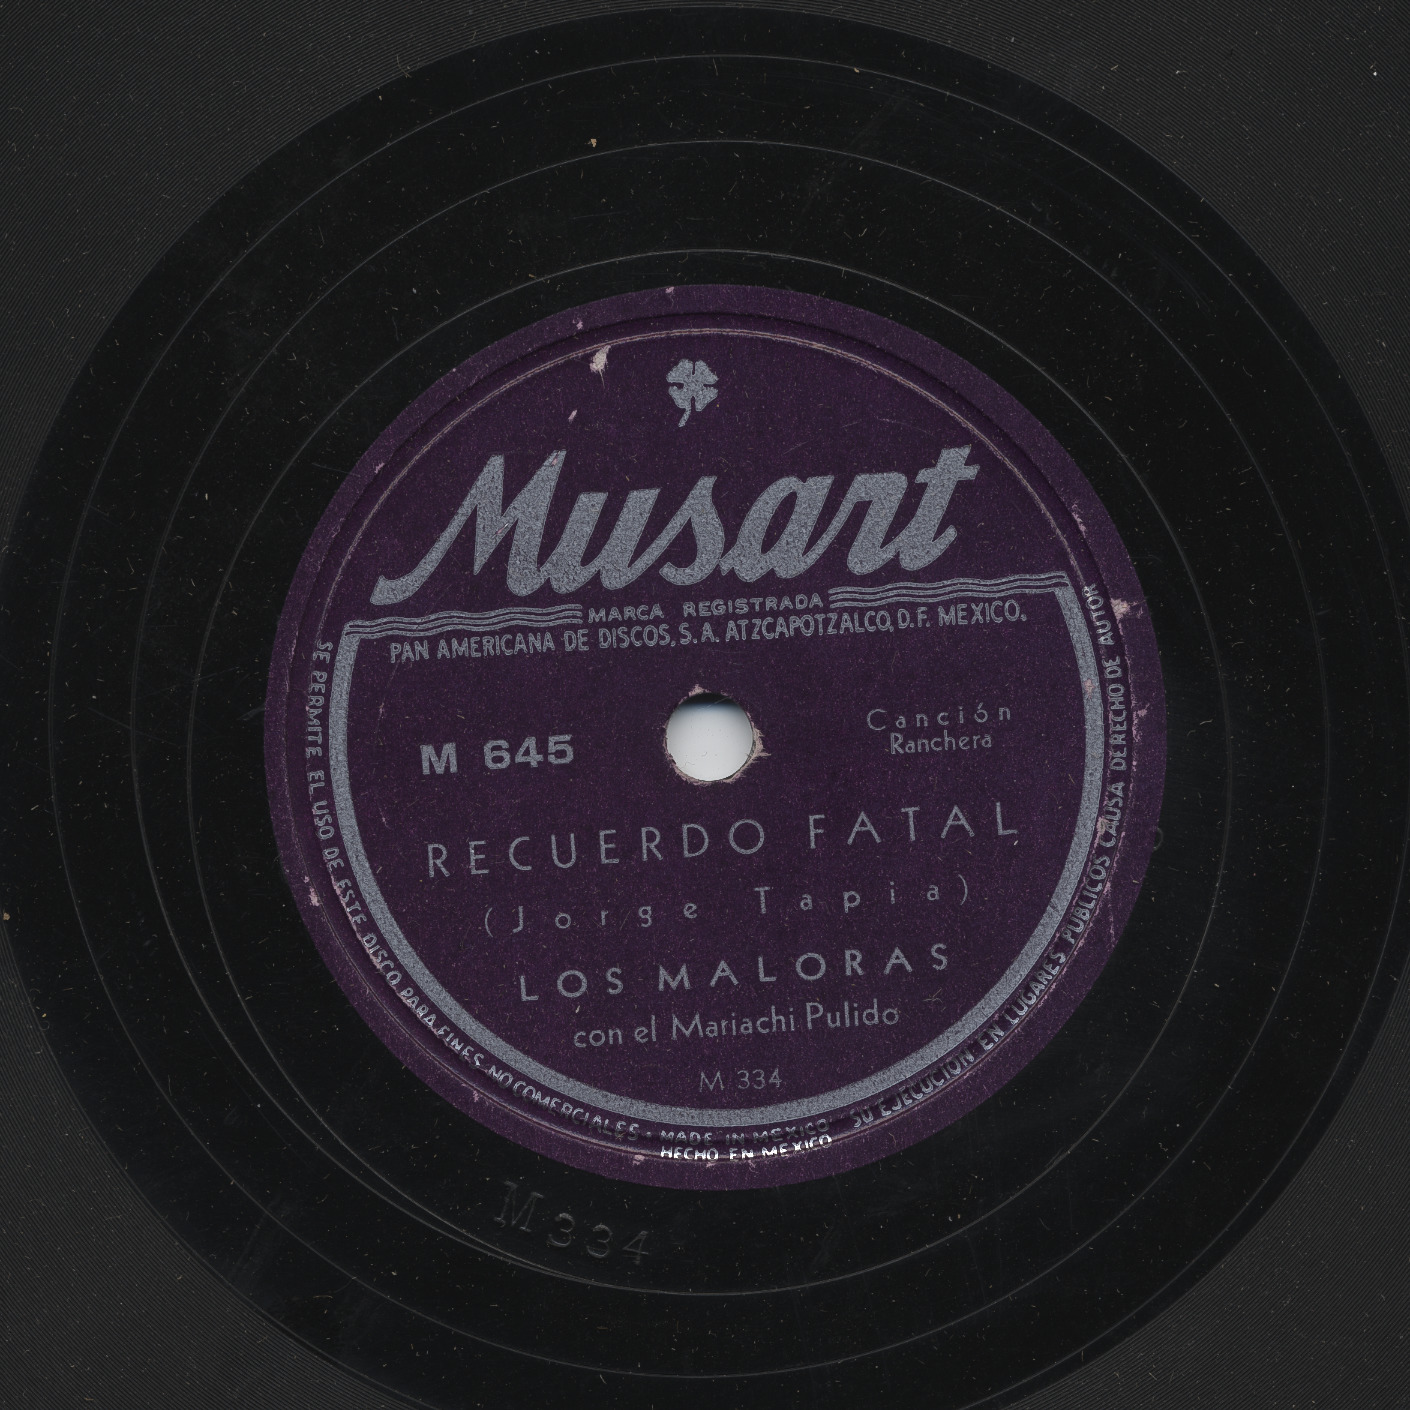 Musart
MARCA REGISTRADA
PAN AMERICANA DE DISCOS, S.A. ATZCAPOTZALCO, D.F. MEXICO.
M 645
Canción
Ranchera
RECUERDO FATAL
(Jorge Tapia)
LOS MALORAS
con el Mariachi Pulido
M 334
SE PERMITE EL USO DE ESTE DISCO PARA FINES NO COMERCIALES · MADE IN MEXICO · SU EJECUCION EN LUGARES PUBLICOS CAUSA DERECHO DE AUTOR
HECHO EN MEXICO
M334